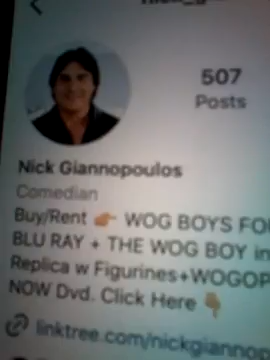 507
Posts
Nick Giannopoulos
Comedian
Buy/Rent 👉 WOG BOYS FO
BLU RAY + THE WOG BOY in
Replica w Figurines+WOGOP
NOW Dvd. Click Here 👇
linktree.com/nickgiannop